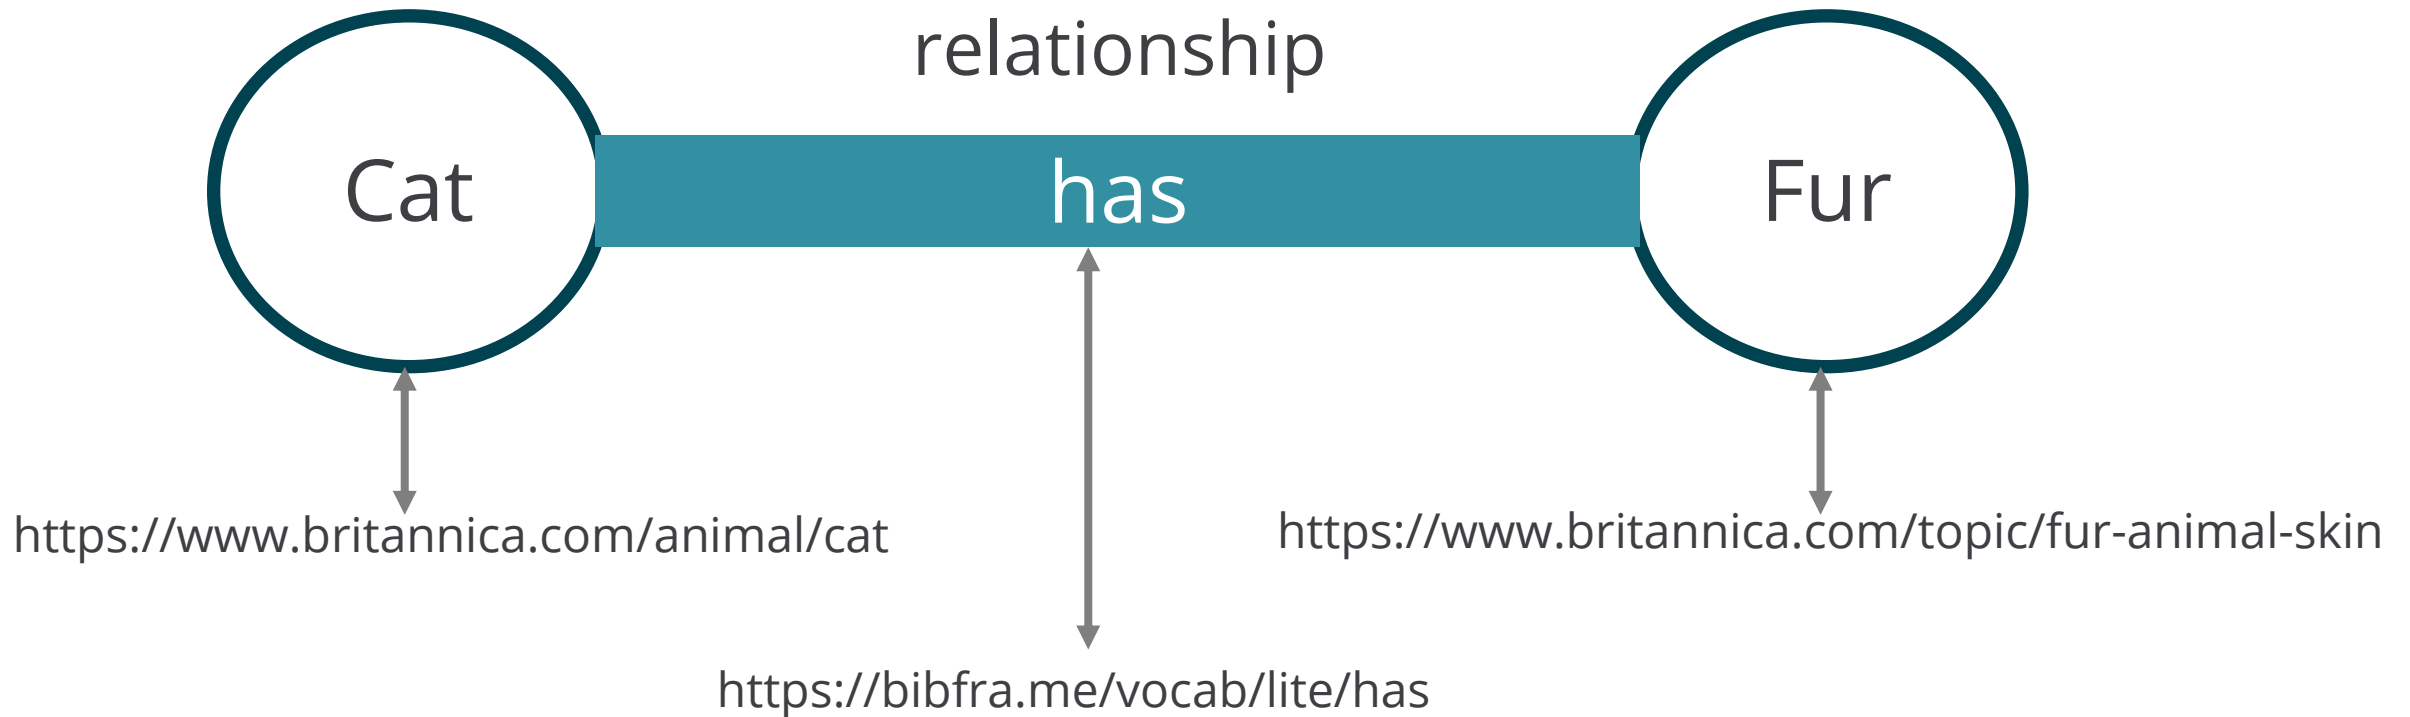 relationship
Cat
has
Fur
https://www.britannica.com/animal/cat
https://www.britannica.com/topic/fur-animal-skin
https://bibfra.me/vocab/lite/has